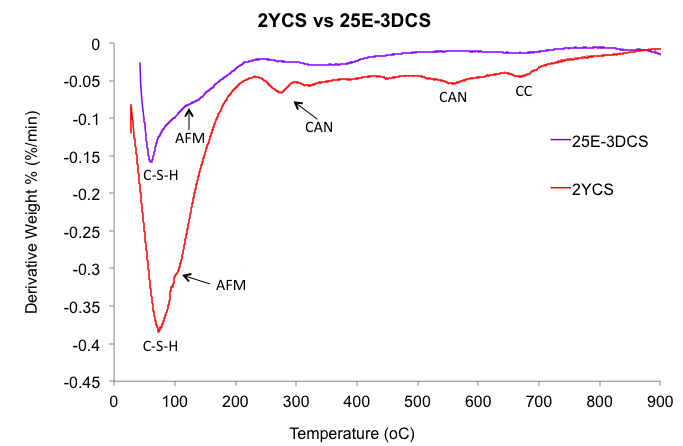 2YCS vs 25E-3DCS
0
-0.05
-0.1
-0.15
-0.2
-0.25
-0.3
-0.35
-0.4
-0.45
Derivative Weight % (%/min)
AFM
C-S-H
CAN
CAN
CC
25E-3DCS
2YCS
AFM
C-S-H
0 100 200 300 400 500 600 700 800 900
Temperature (oC)